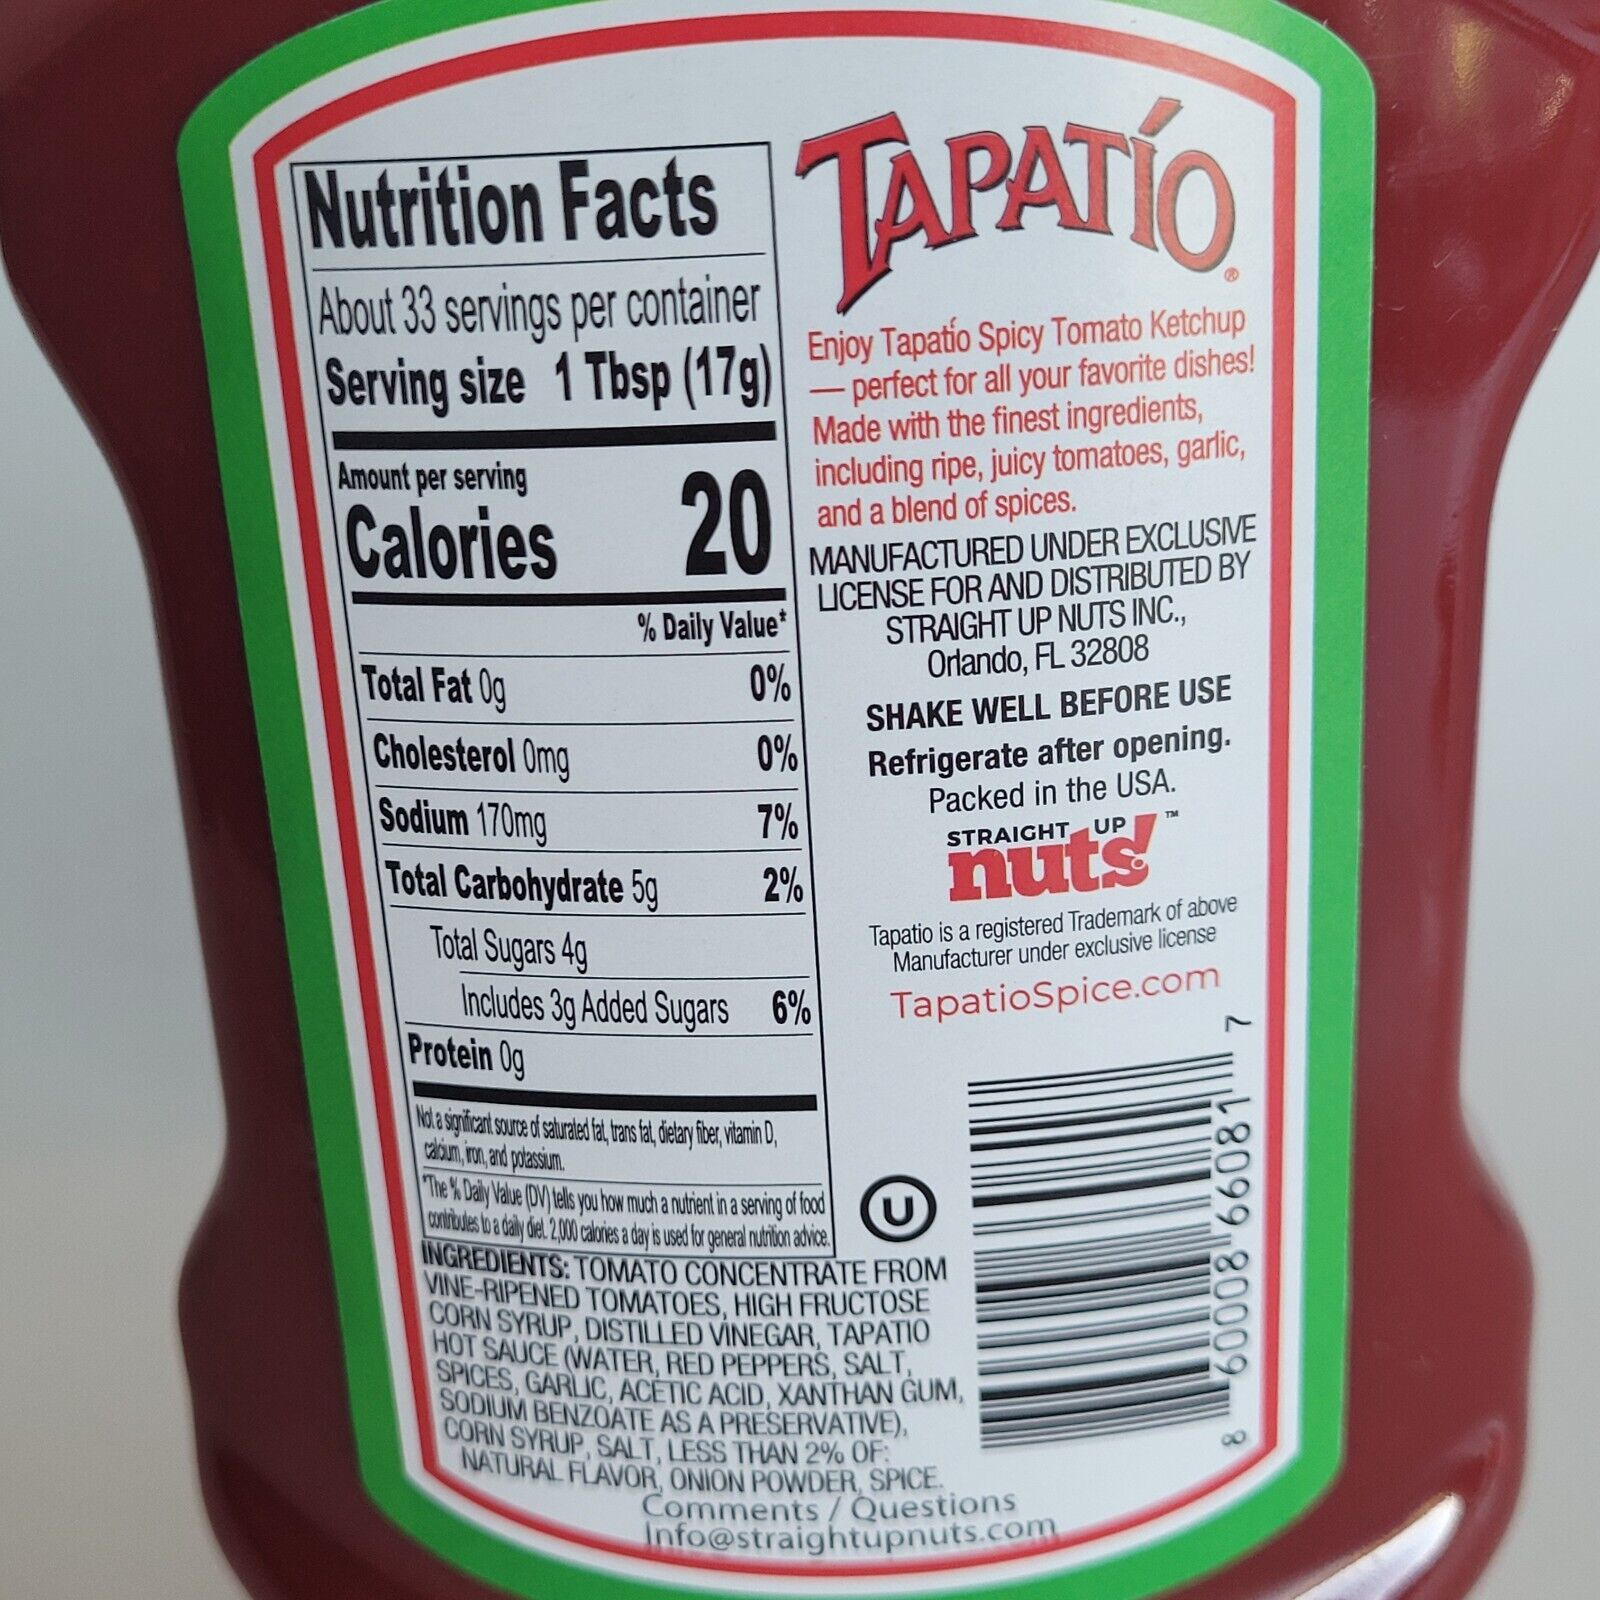 Nutrition Facts
About 33 servings per container
Serving size 1 Tbsp (17g)
Amount per serving
Calories 20
% Daily Value*
Total Fat 0g 0%
Cholesterol 0mg 0%
Sodium 170mg 7%
Total Carbohydrate 5g 2%
Total Sugars 4g
Includes 3g Added Sugars 6%
Protein 0g
Not a significant source of saturated fat, trans fat, dietary fiber, vitamin D,
calcium, iron, and potassium.
*The % Daily Value (DV) tells you how much a nutrient in a serving of food
contributes to a daily diet. 2,000 calories a day is used for general nutrition advice.
INGREDIENTS: TOMATO CONCENTRATE FROM
VINE-RIPENED TOMATOES, HIGH FRUCTOSE
CORN SYRUP, DISTILLED VINEGAR, TAPATIO
HOT SAUCE (WATER, RED PEPPERS, SALT,
SPICES, GARLIC, ACETIC ACID, XANTHAN GUM,
SODIUM BENZOATE AS A PRESERVATIVE),
CORN SYRUP, SALT, LESS THAN 2% OF:
NATURAL FLAVOR, ONION POWDER, SPICE.
Comments / Questions
Info@straightupnuts.com
TAPATÍO®
Enjoy Tapatío Spicy Tomato Ketchup
— perfect for all your favorite dishes!
Made with the finest ingredients,
including ripe, juicy tomatoes, garlic,
and a blend of spices.
MANUFACTURED UNDER EXCLUSIVE
LICENSE FOR AND DISTRIBUTED BY
STRAIGHT UP NUTS INC.,
Orlando, FL 32808
SHAKE WELL BEFORE USE
Refrigerate after opening.
Packed in the USA.
STRAIGHT UP ™
nuts!
Tapatio is a registered Trademark of above
Manufacturer under exclusive license
TapatioSpice.com
U
8 60008 66081 7